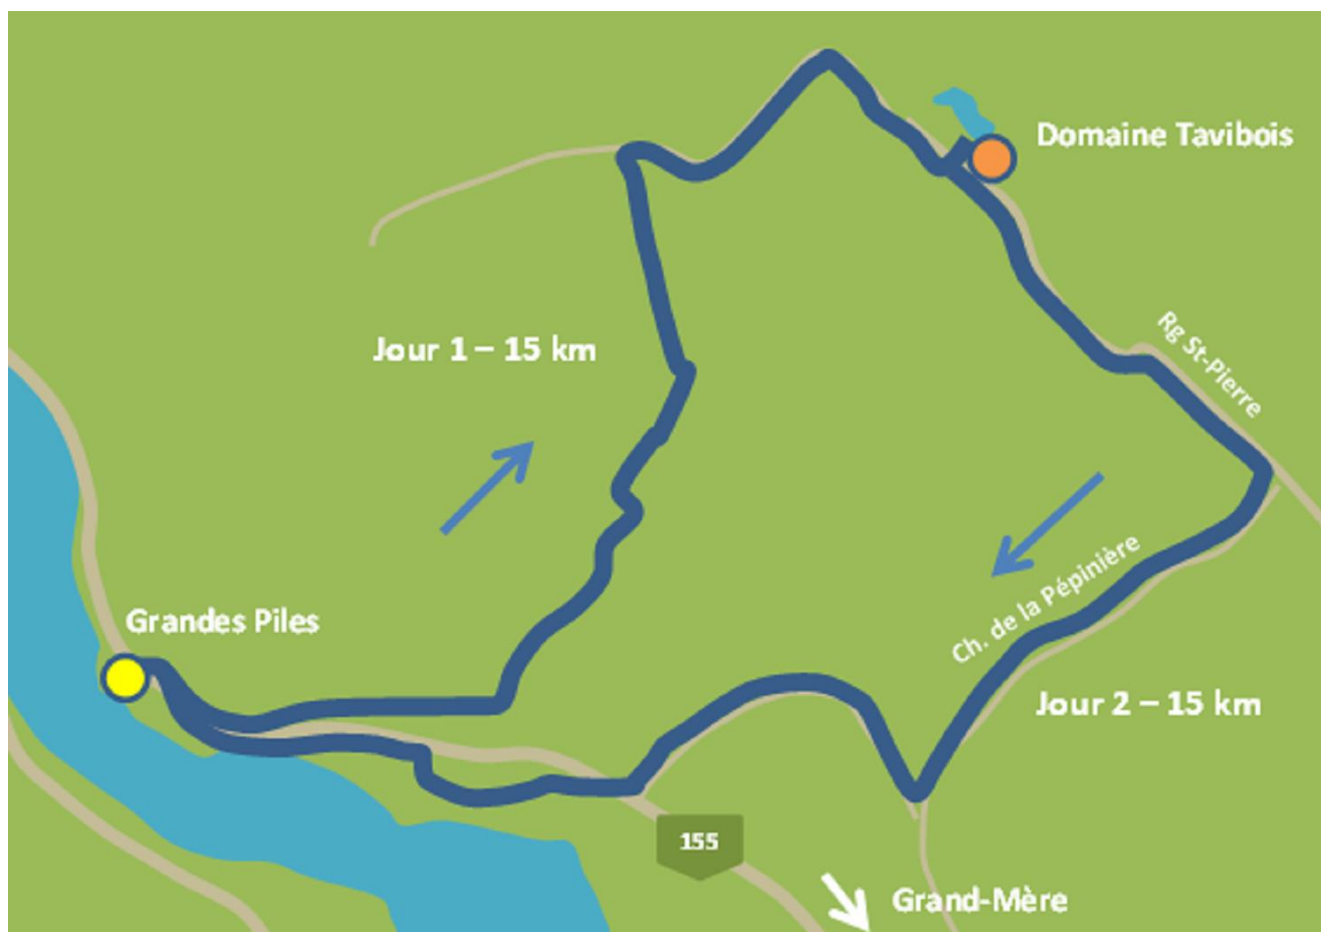 Domaine Tavibois
Rg St-Pierre
Jour 1 – 15 km
Ch. de la Pépinière
Grandes Piles
Jour 2 – 15 km
155
Grand-Mère